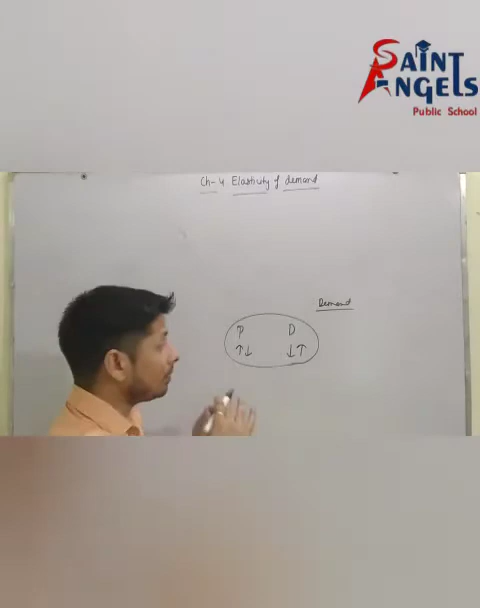 SAINT
ANGELS
Public School
Ch-4 Elasticity of demand
Demand
P D
↑↓ ↓↑